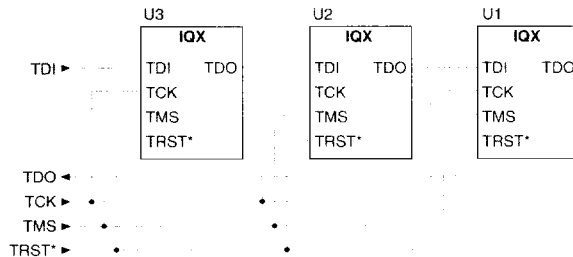 U3 U2 U1
IQX IQX IQX
TDI TDI TDO TDI TDO TDI TDO
TCK TCK TCK
TMS TMS TMS
TRST* TRST* TRST*
TDO
TCK
TMS
TRST*